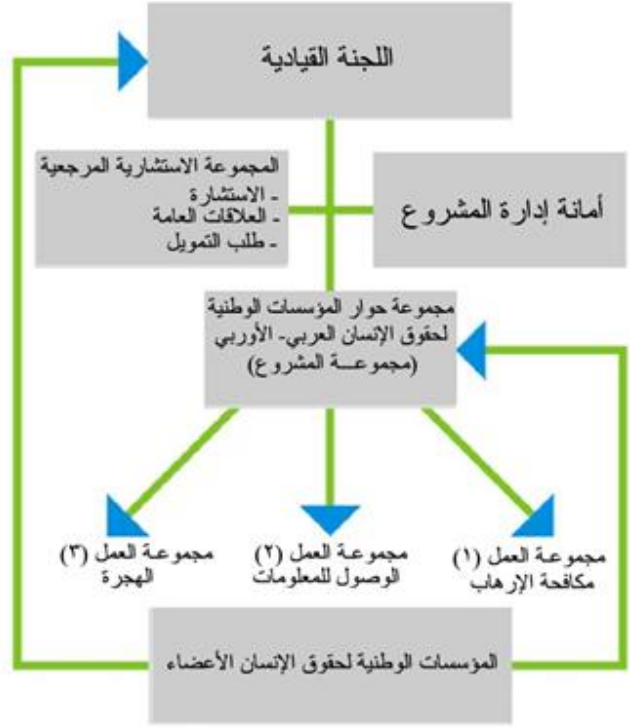 اللجنة القيادية
أمانة إدارة المشروع
المجموعة الاستشارية المرجعية
- الاستشارة
- العلاقات العامة
- طلب التمويل
مجموعة حوار المؤسسات الوطنية
لحقوق الإنسان العربي- الأوربي
(مجموعـــة المشروع)
مجموعة العمل (١)
مكافحة الإرهاب
مجموعة العمل (٢)
الوصول للمعلومات
مجموعة العمل (٣)
الهجرة
المؤسسات الوطنية لحقوق الإنسان الأعضاء